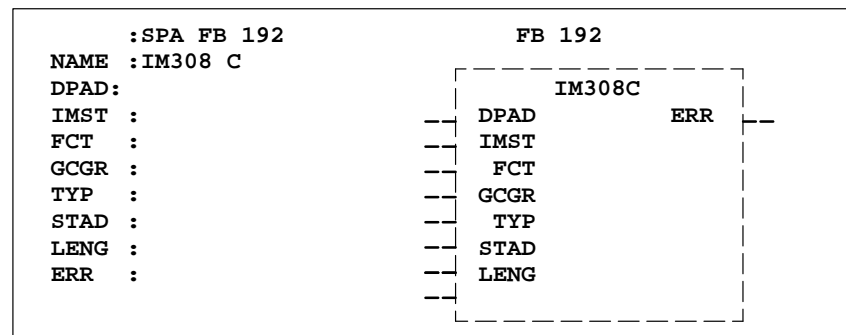 :SPA FB 192
NAME :IM308 C
DPAD:
IMST :
FCT :
GCGR :
TYP :
STAD :
LENG :
ERR :
FB 192
IM308C
DPAD ERR
IMST
FCT
GCGR
TYP
STAD
LENG